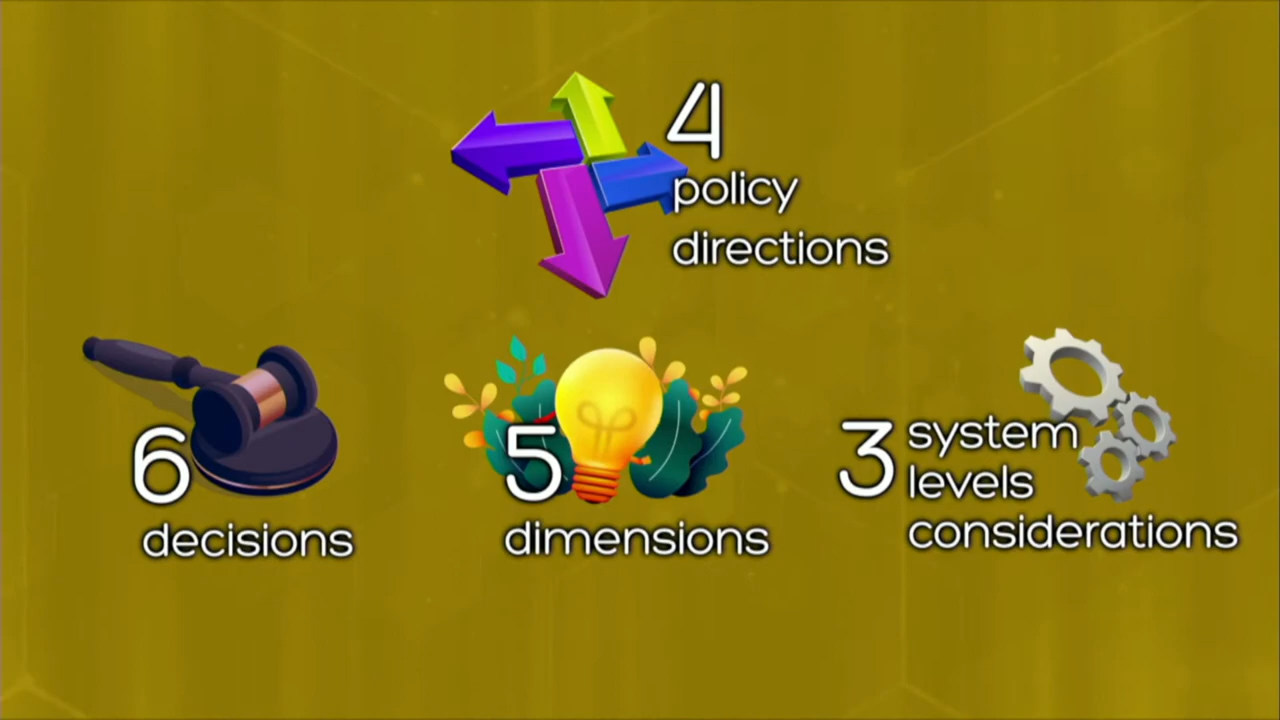 4
policy
directions
6
decisions
5
dimensions
3
system
levels
considerations